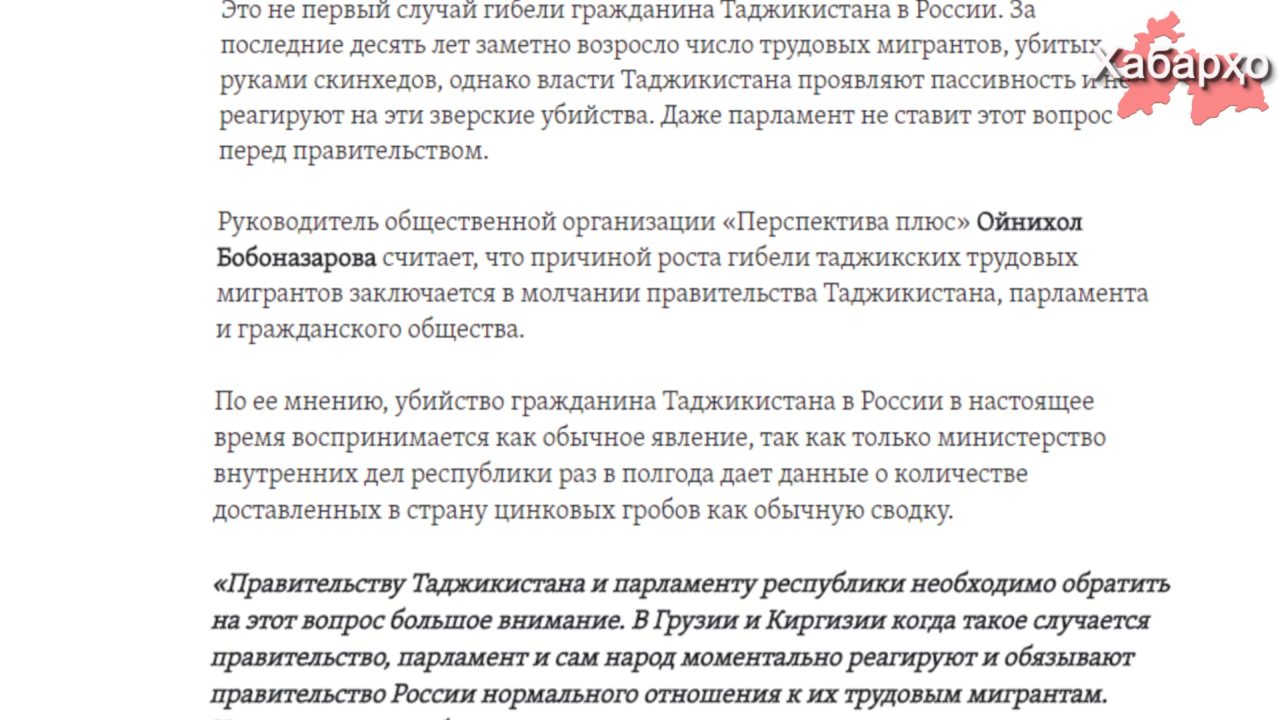 Это не первый случай гибели гражданина Таджикистана в России. За
последние десять лет заметно возросло число трудовых мигрантов, убитых
руками скинхедов, однако власти Таджикистана проявляют пассивность и не
реагируют на эти зверские убийства. Даже парламент не ставит этот вопрос
перед правительством.
Хабарҳо
Руководитель общественной организации «Перспектива плюс» Ойнихол
Бобоназарова считает, что причиной роста гибели таджикских трудовых
мигрантов заключается в молчании правительства Таджикистана, парламента
и гражданского общества.
По ее мнению, убийство гражданина Таджикистана в России в настоящее
время воспринимается как обычное явление, так как только министерство
внутренних дел республики раз в полгода дает данные о количестве
доставленных в страну цинковых гробов как обычную сводку.
«Правительству Таджикистана и парламенту республики необходимо обратить
на этот вопрос большое внимание. В Грузии и Киргизии когда такое случается
правительство, парламент и сам народ моментально реагируют и обязывают
правительство России нормального отношения к их трудовым мигрантам.